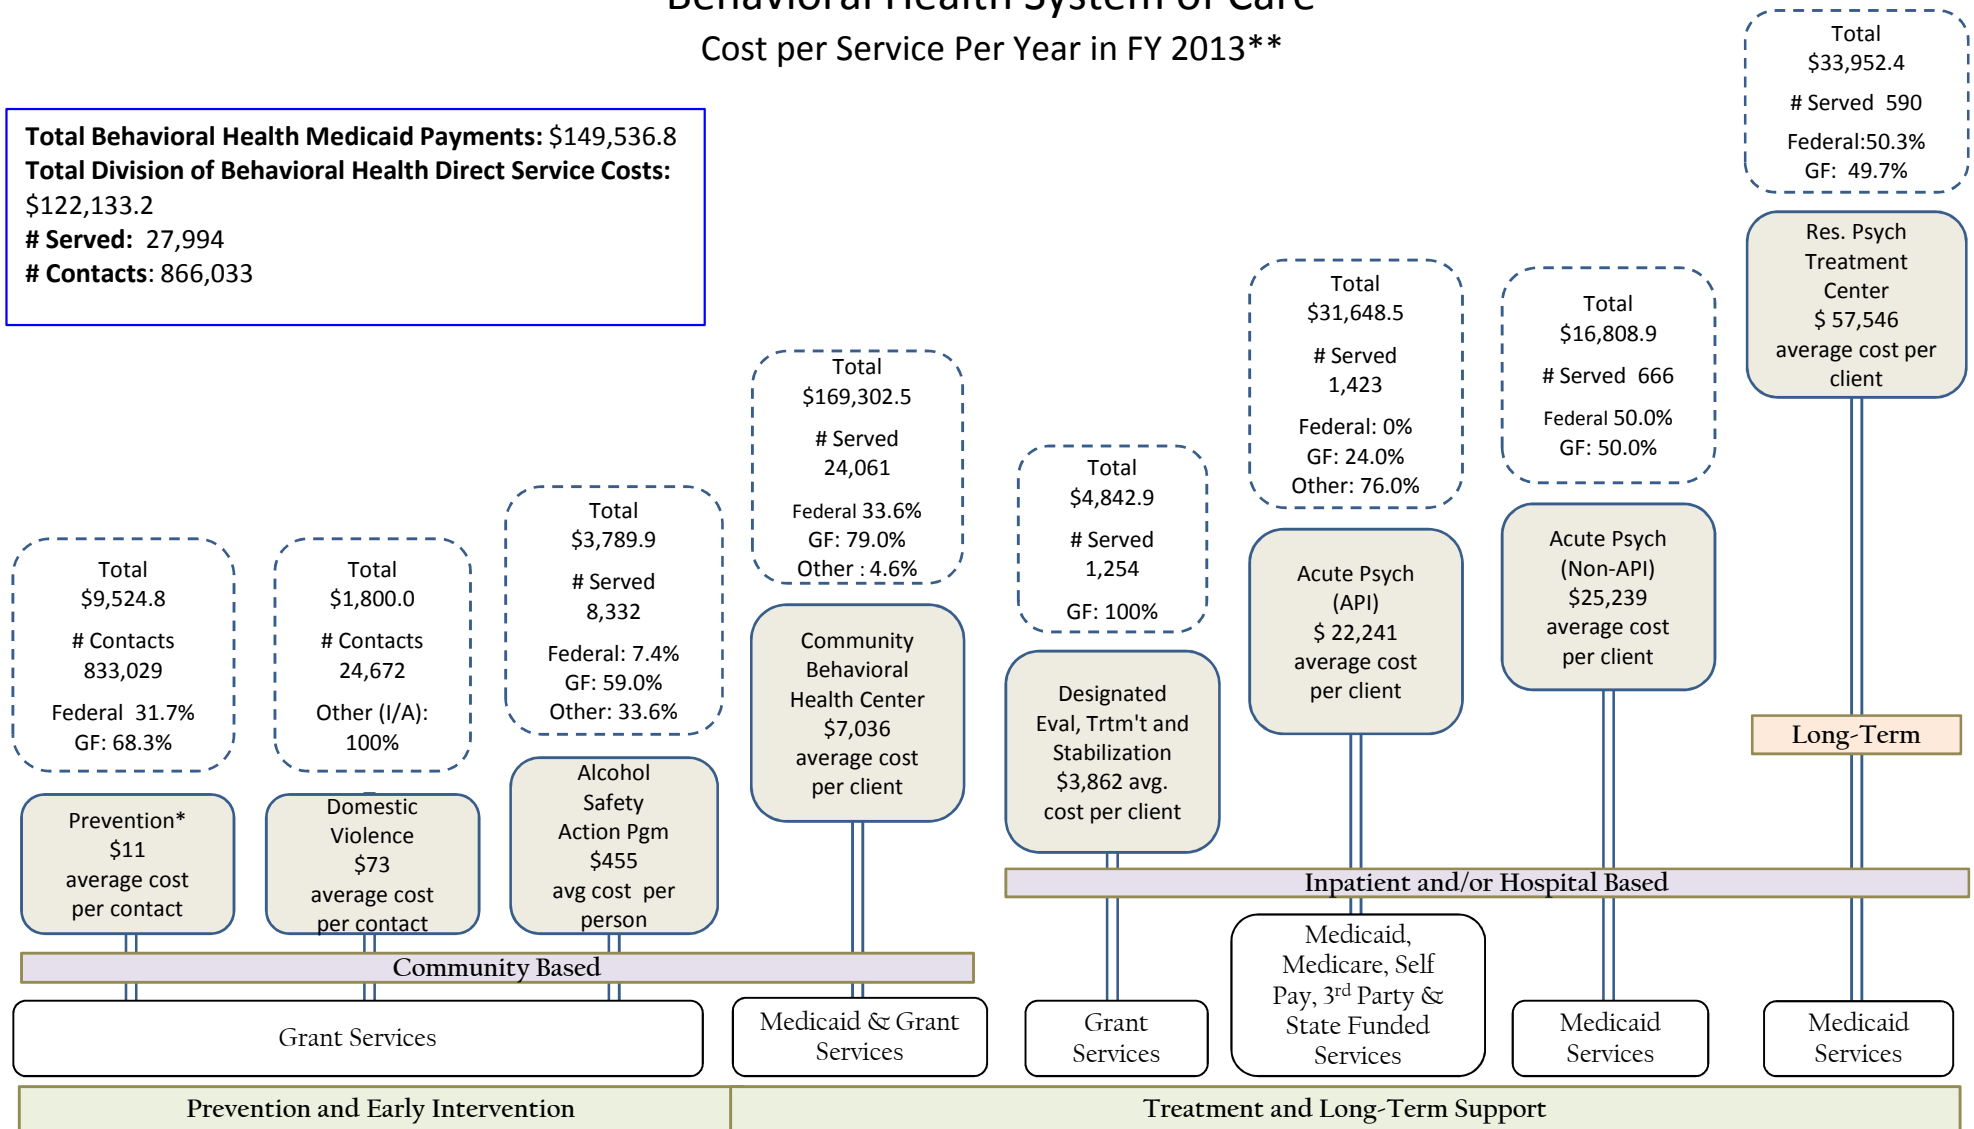 Behavioral Health System of Care
Cost per Service Per Year in FY 2013**
Total Behavioral Health Medicaid Payments: $149,536.8
Total Division of Behavioral Health Direct Service Costs:
$122,133.2
# Served: 27,994
# Contacts: 866,033
Total
$9,524.8
# Contacts
833,029
Federal 31.7%
GF: 68.3%
Prevention*
$11
average cost
per contact
Total
$1,800.0
# Contacts
24,672
Other (I/A):
100%
Domestic
Violence
$73
average cost
per contact
Total
$3,789.9
# Served
8,332
Federal: 7.4%
GF: 59.0%
Other: 33.6%
Alcohol
Safety
Action Pgm
$455
avg cost per
person
Total
$169,302.5
# Served
24,061
Federal 33.6%
GF: 79.0%
Other : 4.6%
Community
Behavioral
Health Center
$7,036
average cost
per client
Total
$4,842.9
# Served
1,254
GF: 100%
Designated
Eval, Trtm't and
Stabilization
$3,862 avg.
cost per client
Total
$31,648.5
# Served
1,423
Federal: 0%
GF: 24.0%
Other: 76.0%
Acute Psych
(API)
$ 22,241
average cost
per client
Total
$16,808.9
# Served 666
Federal 50.0%
GF: 50.0%
Acute Psych
(Non-API)
$25,239
average cost
per client
Total
$33,952.4
# Served 590
Federal:50.3%
GF: 49.7%
Res. Psych
Treatment
Center
$ 57,546
average cost per
client
Long-Term
Inpatient and/or Hospital Based
Community Based
Grant Services
Medicaid & Grant
Services
Grant
Services
Medicaid,
Medicare, Self
Pay, 3rd Party &
State Funded
Services
Medicaid
Services
Medicaid
Services
Prevention and Early Intervention
Treatment and Long-Term Support